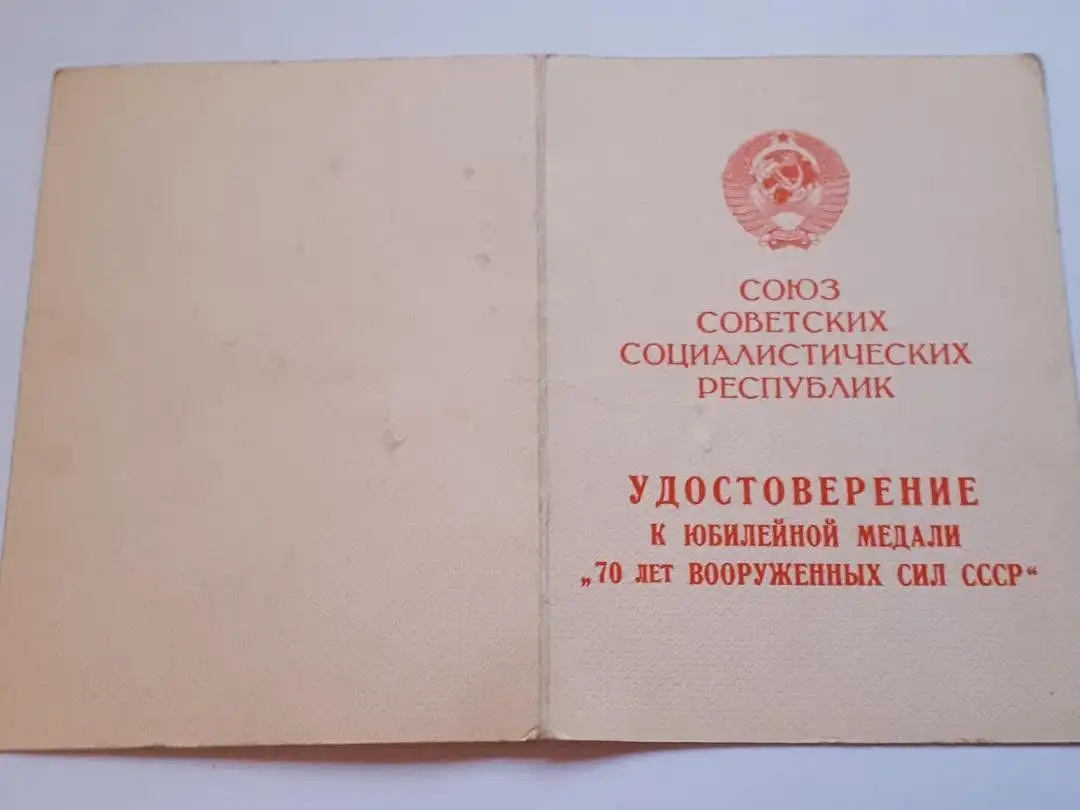 СОЮЗ
СОВЕТСКИХ
СОЦИАЛИСТИЧЕСКИХ
РЕСПУБЛИК
УДОСТОВЕРЕНИЕ
К ЮБИЛЕЙНОЙ МЕДАЛИ
„70 ЛЕТ ВООРУЖЕННЫХ СИЛ СССР“